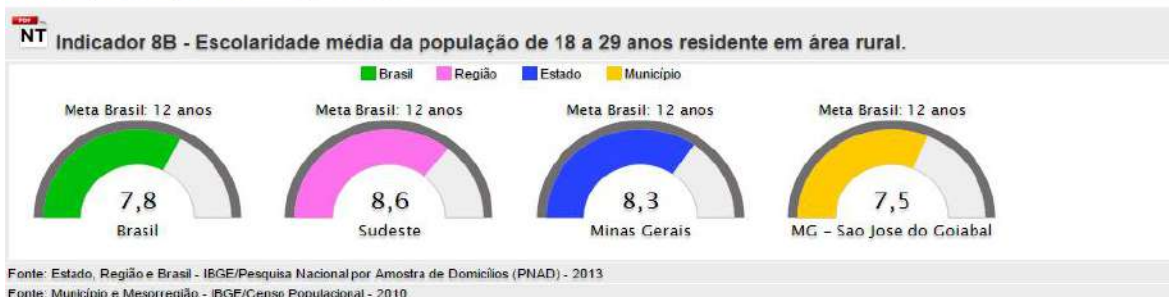 PDF
NT Indicador 8B - Escolaridade média da população de 18 a 29 anos residente em área rural.
Brasil Região Estado Município
Meta Brasil: 12 anos Meta Brasil: 12 anos Meta Brasil: 12 anos Meta Brasil: 12 anos
7,8 8,6 8,3 7,5
Brasil Sudeste Minas Gerais MG - Sao Jose do Goiabal
Fonte: Estado, Região e Brasil - IBGE/Pesquisa Nacional por Amostra de Domicílios (PNAD) - 2013
Fonte: Município e Mesorregião - IBGE/Censo Populacional - 2010